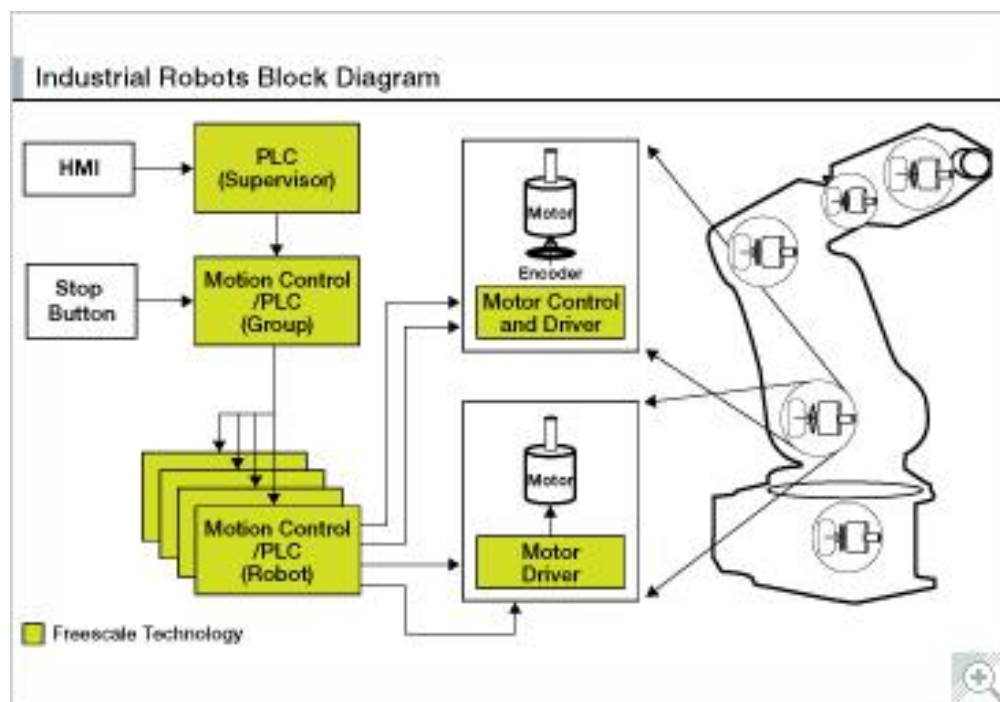 Industrial Robots Block Diagram
HMI
PLC
(Supervisor)
Stop
Button
Motion Control
/PLC
(Group)
Motion Control
/PLC
(Robot)
Motor
Encoder
Motor Control
and Driver
Motor
Motor
Driver
Freescale Technology